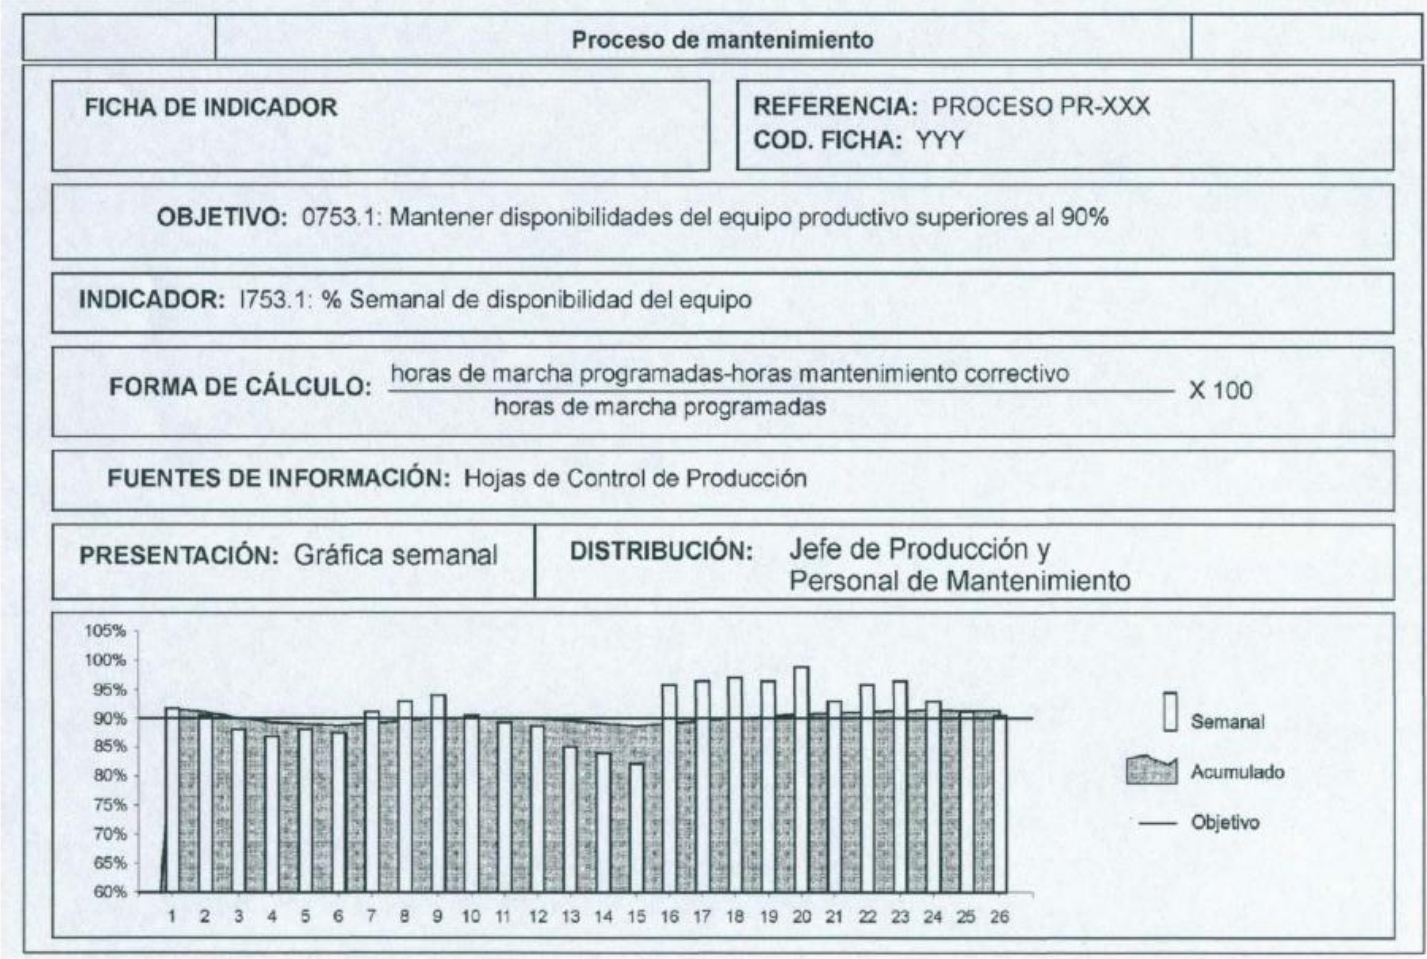 Proceso de mantenimiento
FICHA DE INDICADOR
REFERENCIA: PROCESO PR-XXX
COD. FICHA: YYY
OBJETIVO: 0753.1: Mantener disponibilidades del equipo productivo superiores al 90%
INDICADOR: I753.1: % Semanal de disponibilidad del equipo
FORMA DE CÁLCULO: horas de marcha programadas-horas mantenimiento correctivo
horas de marcha programadas
X 100
FUENTES DE INFORMACIÓN: Hojas de Control de Producción
PRESENTACIÓN: Gráfica semanal
DISTRIBUCIÓN: Jefe de Producción y
Personal de Mantenimiento
105%
100%
95%
90%
85%
80%
75%
70%
65%
60%
1 2 3 4 5 6 7 8 9 10 11 12 13 14 15 16 17 18 19 20 21 22 23 24 25 26
Semanal
Acumulado
Objetivo